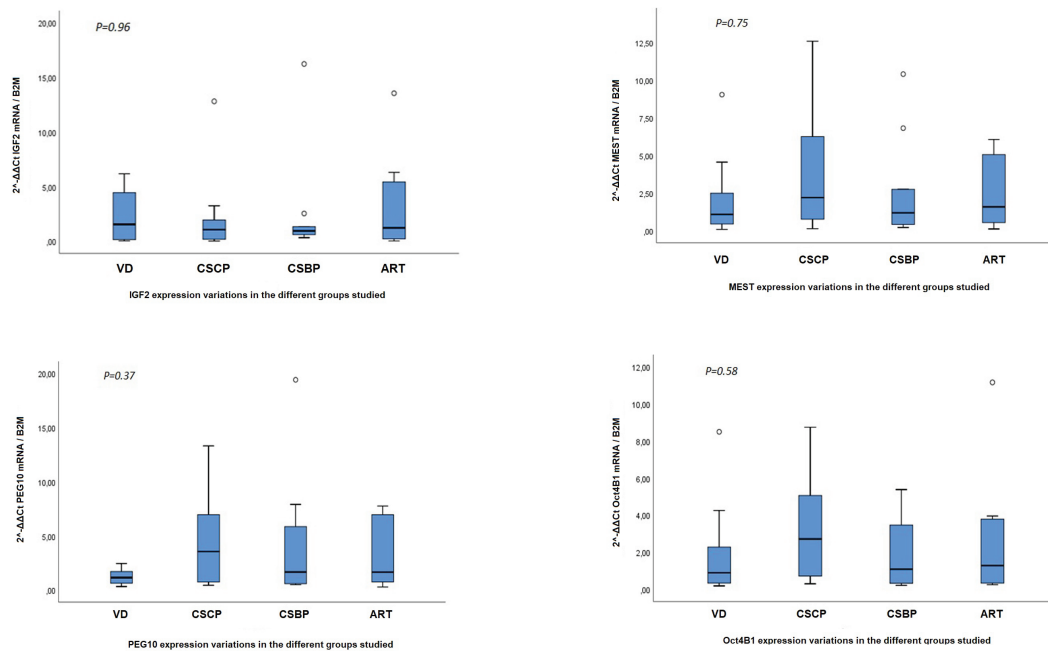 P=0.96
20,00
15,00
10,00
5,00
,00
2^-ΔΔCt IGF2 mRNA / B2M
VD CSCP CSBP ART
IGF2 expression variations in the different groups studied
P=0.75
12,50
10,00
7,50
5,00
2,50
,00
2^-ΔΔCt MEST mRNA / B2M
VD CSCP CSBP ART
MEST expression variations in the different groups studied
P=0.37
20,00
15,00
10,00
5,00
,00
2^-ΔΔCt PEG10 mRNA / B2M
VD CSCP CSBP ART
PEG10 expression variations in the different groups studied
P=0.58
12,00
10,00
8,00
6,00
4,00
2,00
,00
2^-ΔΔCt Oct4B1 mRNA / B2M
VD CSCP CSBP ART
Oct4B1 expression variations in the different groups studied